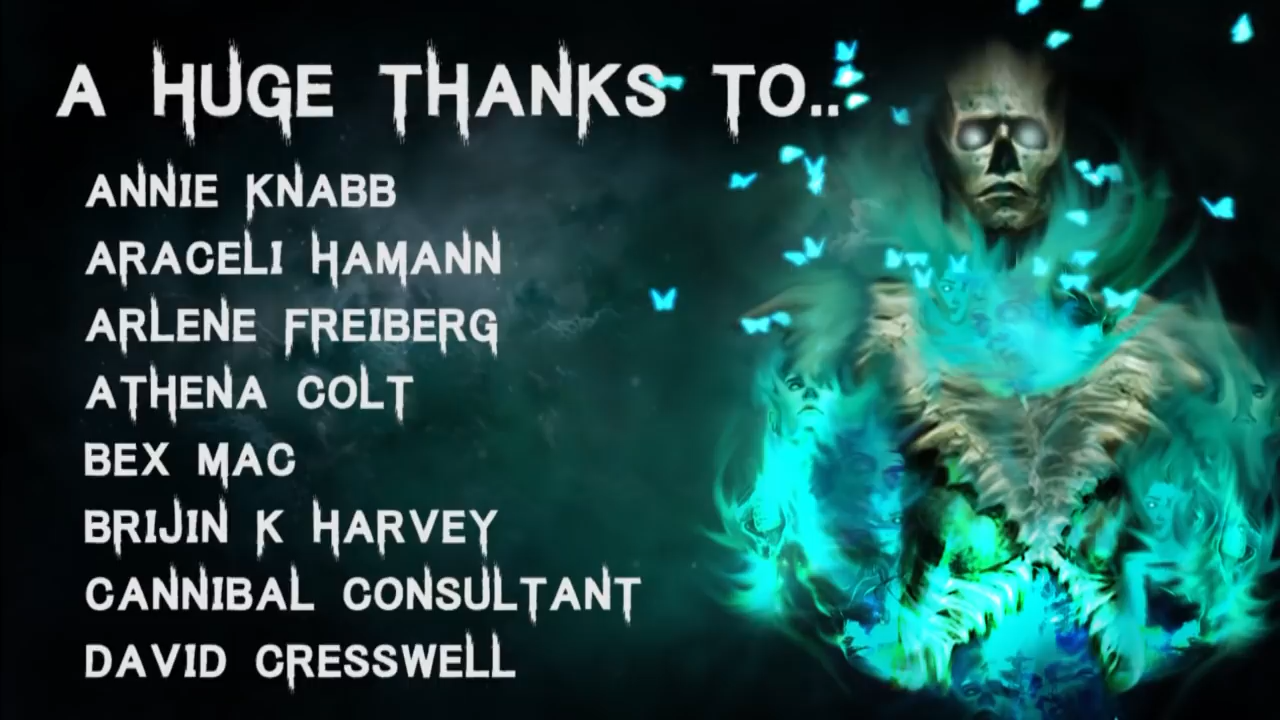 A HUGE THANKS TO..
ANNIE KNABB
ARACELI HAMANN
ARLENE FREIBERG
ATHENA COLT
BEX MAC
BRIJIN K HARVEY
CANNIBAL CONSULTANT
DAVID CRESSWELL